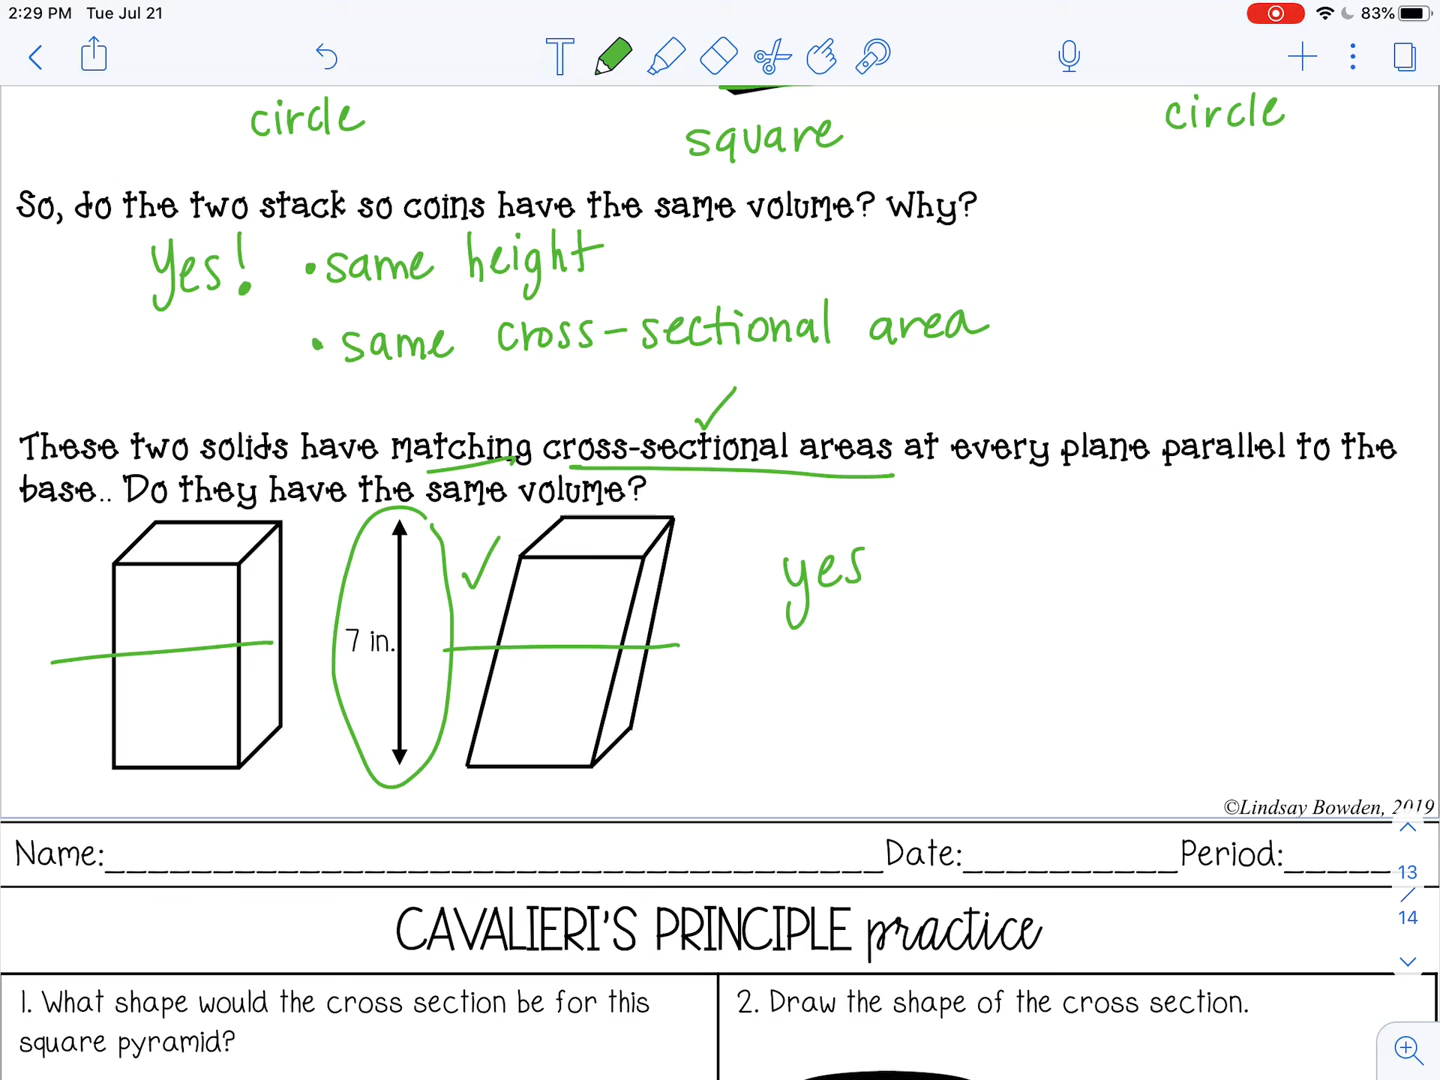 2:29 PM Tue Jul 21
83%
T
circle
square
circle
So, do the two stack so coins have the same volume? Why?
Yes! • same height
• same cross-sectional area
These two solids have matching cross-sectional areas at every plane parallel to the
base.. Do they have the same volume?
7 in.
yes
©Lindsay Bowden, 2019
Name:__________________________________ Date:__________ Period:_____
13
/
14
CAVALIERI'S PRINCIPLE practice
1. What shape would the cross section be for this
square pyramid?
2. Draw the shape of the cross section.